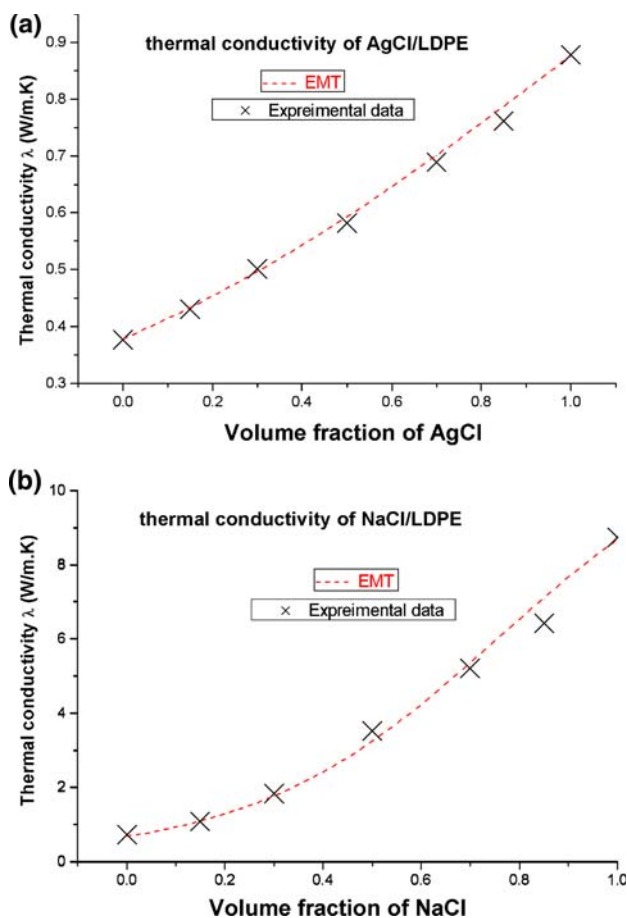 (a)
thermal conductivity of AgCl/LDPE
EMT
Expreimental data
Thermal conductivity λ (W/m.K)
0.9
0.8
0.7
0.6
0.5
0.4
0.3
0.0 0.2 0.4 0.6 0.8 1.0
Volume fraction of AgCl
(b)
thermal conductivity of NaCl/LDPE
EMT
Expreimental data
Thermal conductivity λ (W/m.K)
10
8
6
4
2
0
0.0 0.2 0.4 0.6 0.8 1.0
Volume fraction of NaCl